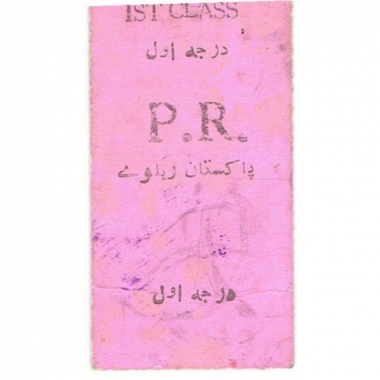 1ST CLASS
درجه اول
P.R.
پاکستان ریلوے
درجه اول